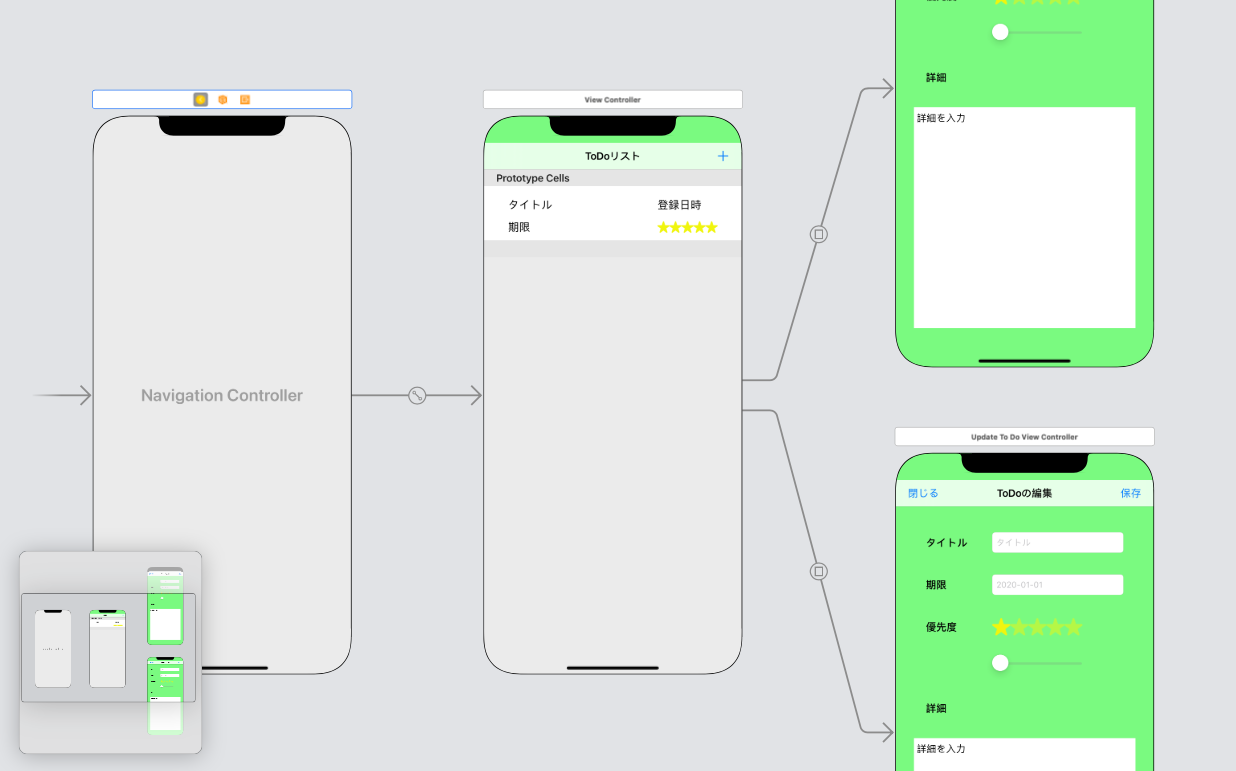 詳細
詳細を入力
Navigation Controller
View Controller
ToDoリスト
Prototype Cells
タイトル
登録日時
期限
Update To Do View Controller
閉じる
ToDoの編集
保存
タイトル
タイトル
期限
2020-01-01
優先度
詳細
詳細を入力